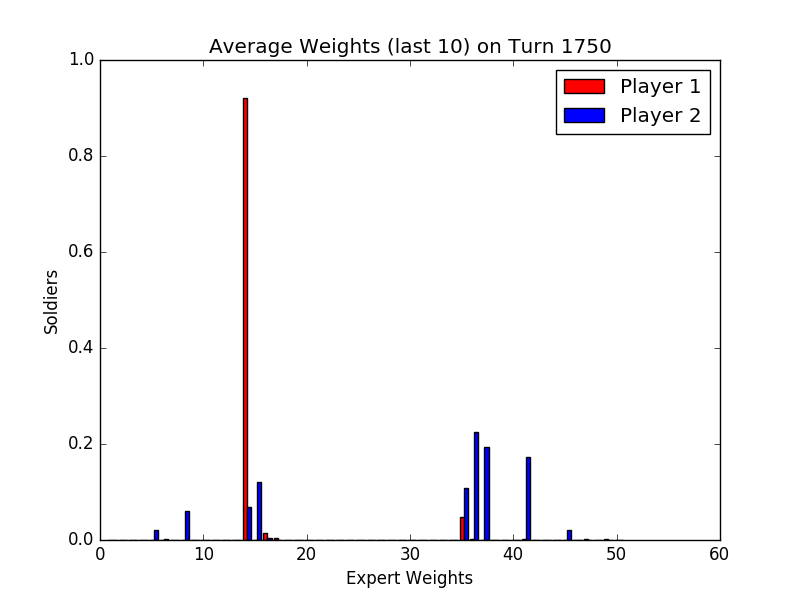 Average Weights (last 10) on Turn 1750
Player 1
Player 2
1.0
0.8
0.6
0.4
0.2
0.0
Soldiers
0 10 20 30 40 50 60
Expert Weights